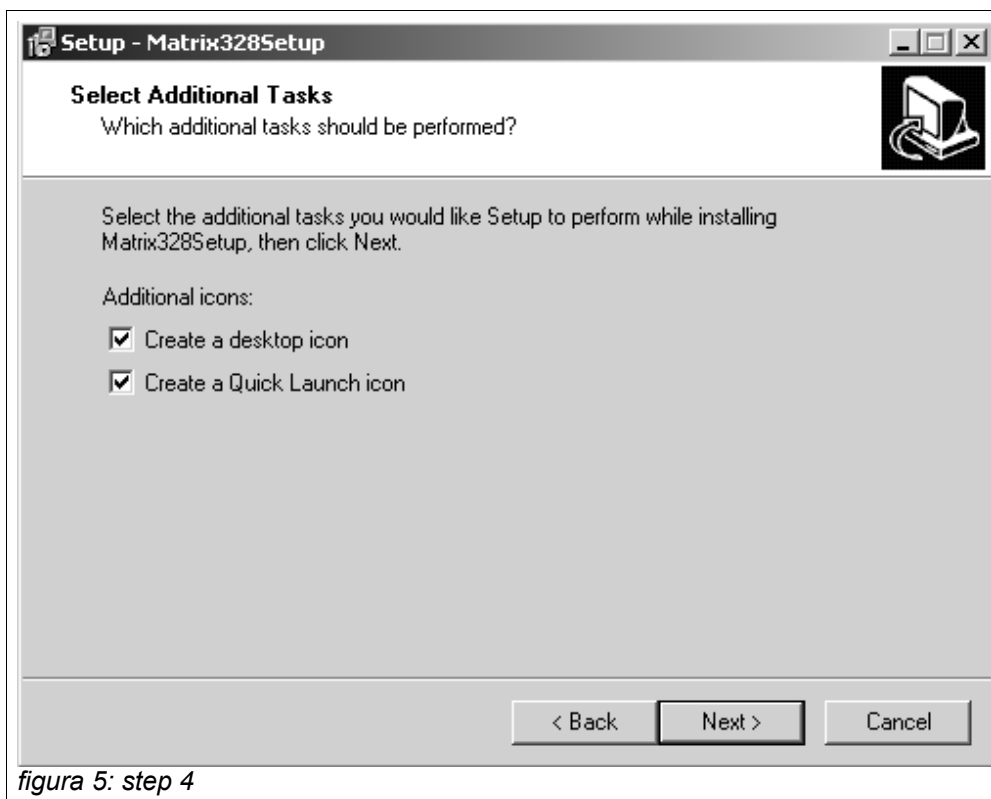 Setup - Matrix328Setup
Select Additional Tasks
Which additional tasks should be performed?
Select the additional tasks you would like Setup to perform while installing
Matrix328Setup, then click Next.
Additional icons:
Create a desktop icon
Create a Quick Launch icon
< Back
Next >
Cancel
figura 5: step 4